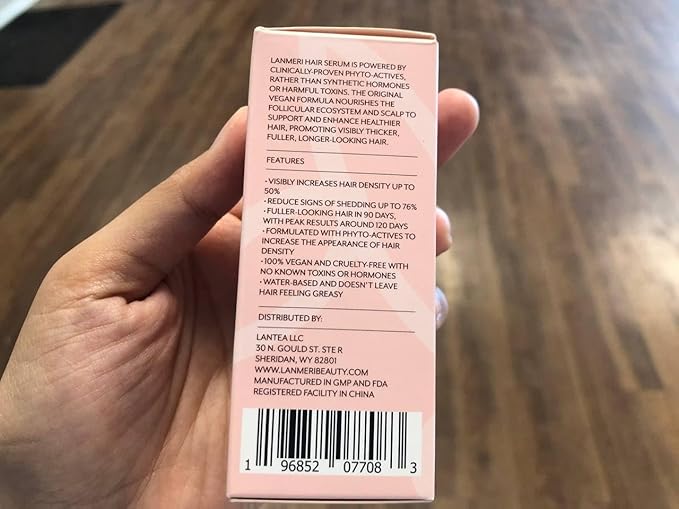 LANMERI HAIR SERUM IS POWERED BY
CLINICALLY-PROVEN PHYTO-ACTIVES,
RATHER THAN SYNTHETIC HORMONES
OR HARMFUL TOXINS. THE ORIGINAL
VEGAN FORMULA NOURISHES THE
FOLLICULAR ECOSYSTEM AND SCALP TO
SUPPORT AND ENHANCE HEALTHIER
HAIR, PROMOTING VISIBLY THICKER,
FULLER, LONGER-LOOKING HAIR.
FEATURES
• VISIBLY INCREASES HAIR DENSITY UP TO
50%
• REDUCE SIGNS OF SHEDDING UP TO 76%
• FULLER-LOOKING HAIR IN 90 DAYS,
WITH PEAK RESULTS AROUND 120 DAYS
• FORMULATED WITH PHYTO-ACTIVES TO
INCREASE THE APPEARANCE OF HAIR
DENSITY
• 100% VEGAN AND CRUELTY-FREE WITH
NO KNOWN TOXINS OR HORMONES
• WATER-BASED AND DOESN'T LEAVE
HAIR FEELING GREASY
DISTRIBUTED BY:
LANTEA LLC
30 N. GOULD ST. STE R
SHERIDAN, WY 82801
WWW.LANMERIBEAUTY.COM
MANUFACTURED IN GMP AND FDA
REGISTERED FACILITY IN CHINA
1 96852 07708 3